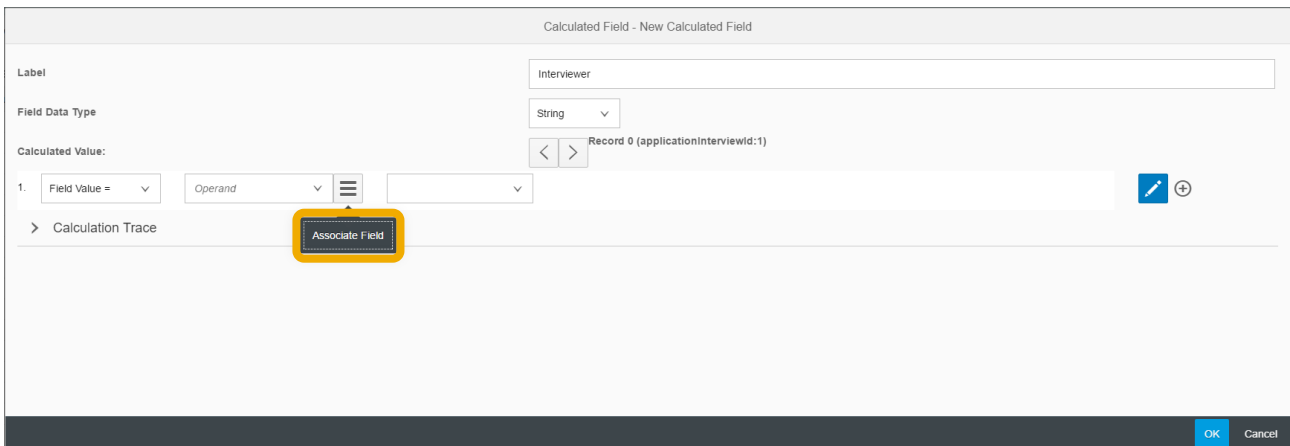 Calculated Field - New Calculated Field
Label
Interviewer
Field Data Type
String
Calculated Value:
Record 0 (applicationInterviewId:1)
1. Field Value = Operand
Calculation Trace
Associate Field
OK Cancel